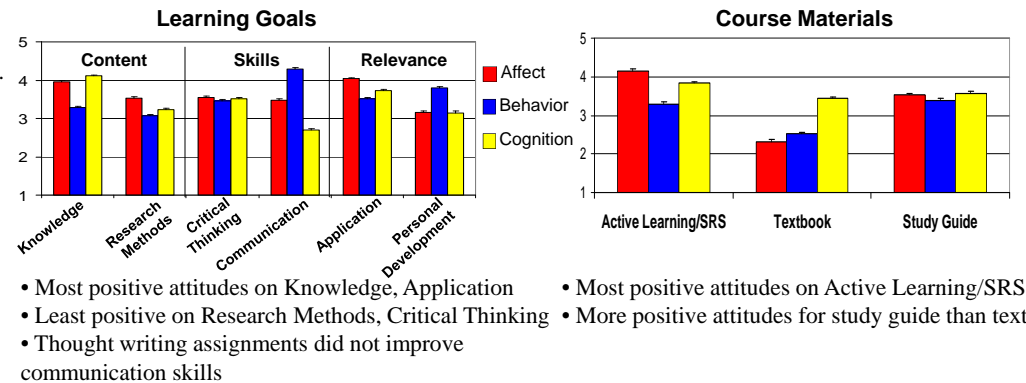 Learning Goals
5
4
3
2
1
Content
Skills
Relevance
Knowledge
Research
Methods
Critical
Thinking
Communication
Application
Personal
Development
Affect
Behavior
Cognition
• Most positive attitudes on Knowledge, Application
• Least positive on Research Methods, Critical Thinking
• Thought writing assignments did not improve
communication skills
Course Materials
5
4
3
2
1
Active Learning/SRS
Textbook
Study Guide
• Most positive attitudes on Active Learning/SRS
• More positive attitudes for study guide than text